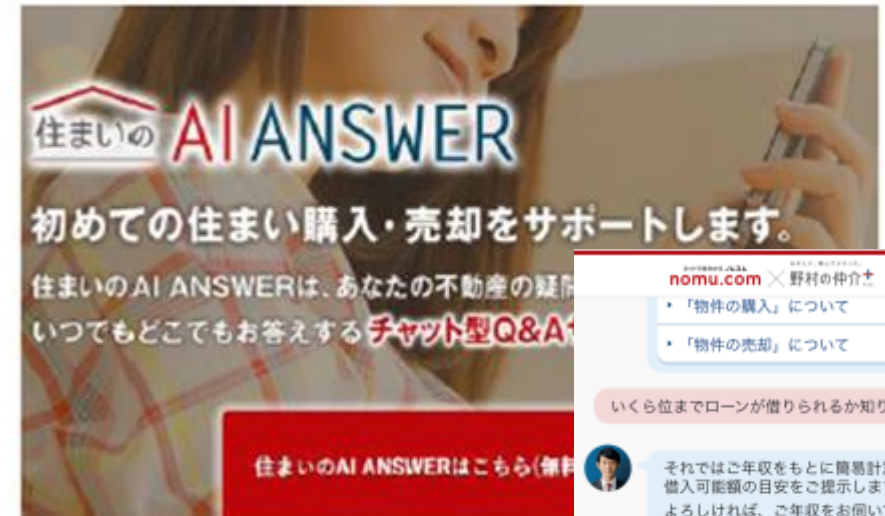 住まいの AI ANSWER
初めての住まい購入・売却をサポートします。
住まいのAI ANSWERは、あなたの不動産の疑問
いつでもどこでもお答えするチャット型Q&A
住まいのAI ANSWERはこちら(無料
nomu.com × 野村の仲介+
「物件の購入」について
「物件の売却」について
いくら位までローンが借りられるか知り
それではご年収をもとに簡易計算
借入可能額の目安をご提示しま
よろしければ、ご年収をお伺い